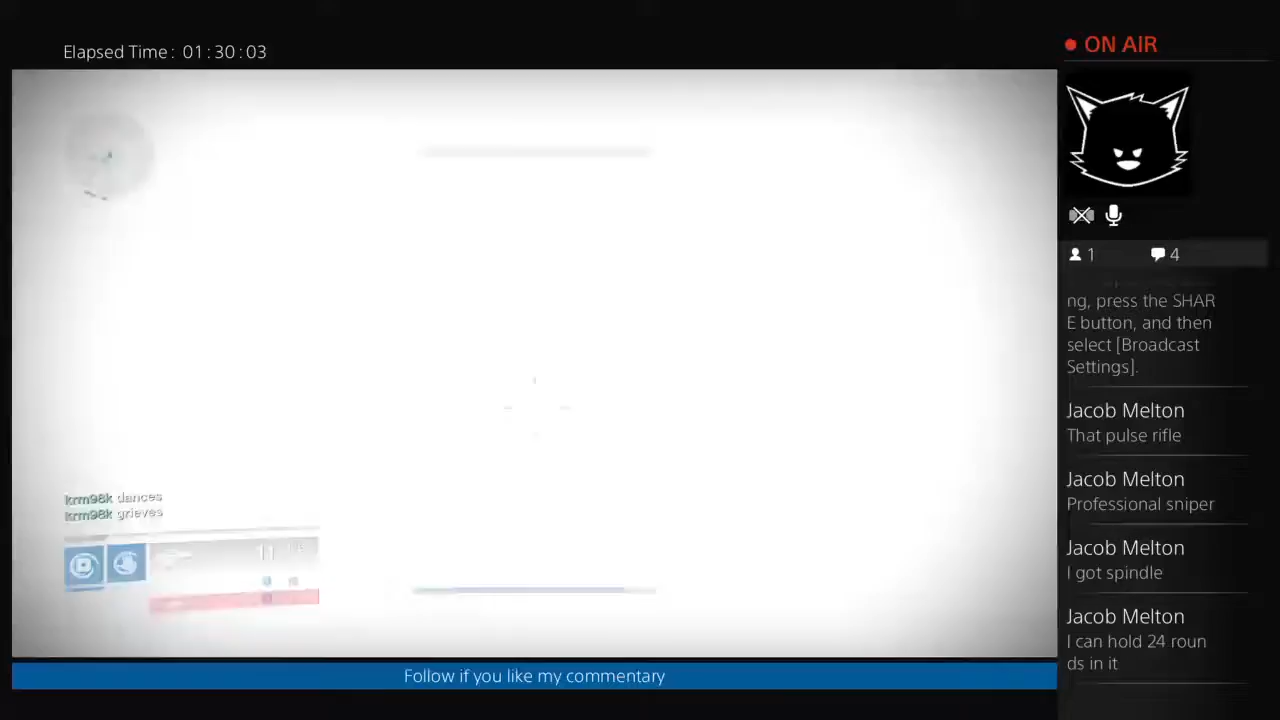 Elapsed Time: 01:30:03
ON AIR
1
4
ng, press the SHAR
E button, and then
select [Broadcast
Settings].
Jacob Melton
That pulse rifle
Jacob Melton
Professional sniper
Jacob Melton
I got spindle
Jacob Melton
I can hold 24 roun
ds in it
krm98k dances
krm98k grieves
11
Follow if you like my commentary